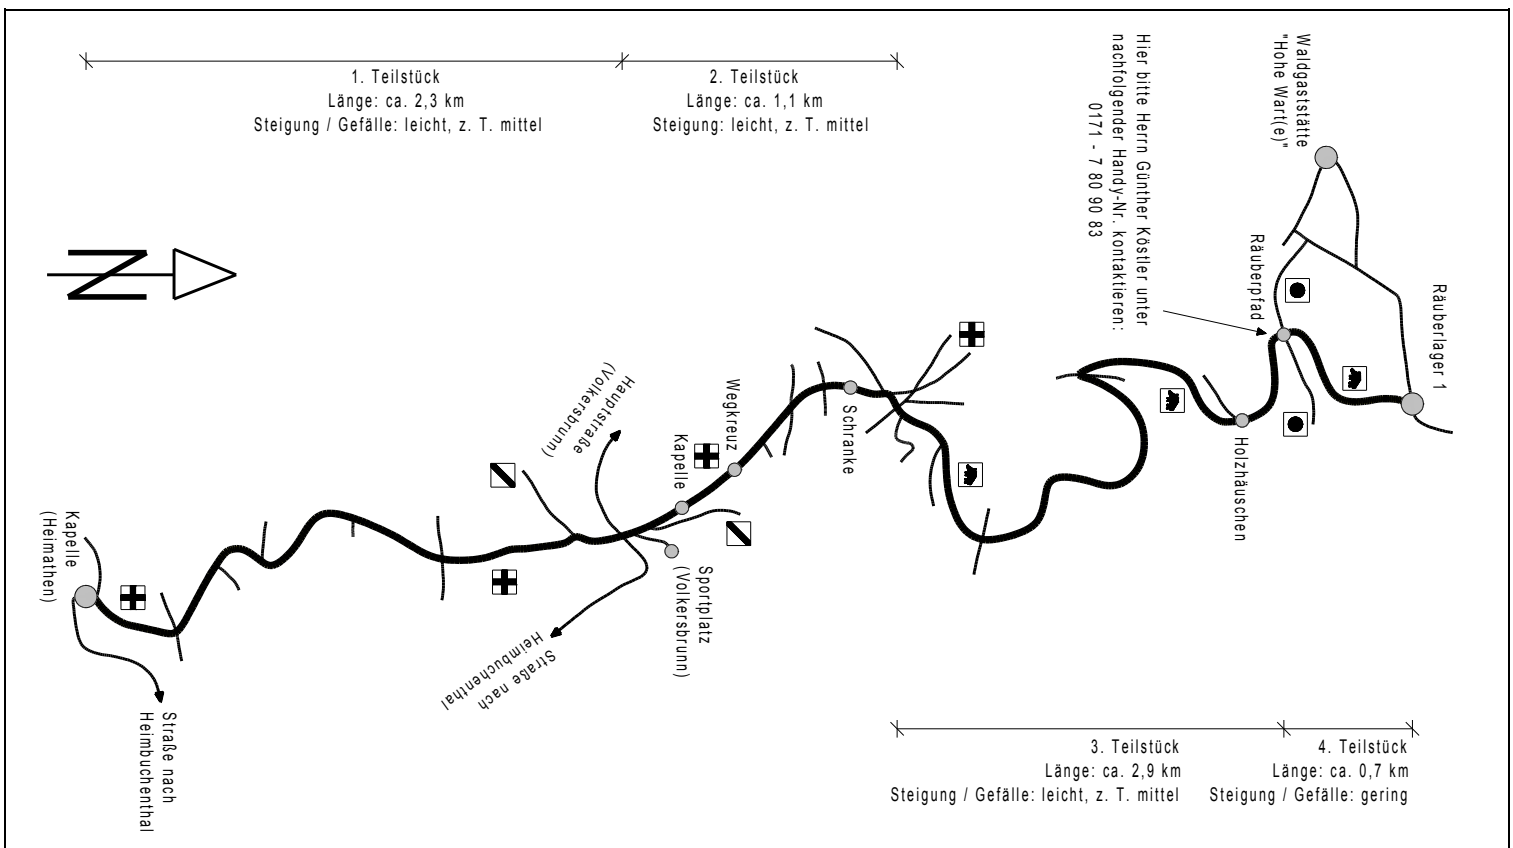 1. Teilstück
Länge: ca. 2,3 km
Steigung / Gefälle: leicht, z. T. mittel
2. Teilstück
Länge: ca. 1,1 km
Steigung: leicht, z. T. mittel
Hier bitte Herrn Günther Köstler unter
nachfolgender Handy-Nr. kontaktieren:
0171 - 7 80 90 83
Waldgaststätte
"Hohe Wart(e)"
Räuberpfad
Räuberlager 1
N
Hauptstraße
(Volkersbrunn)
Wegkreuz
Kapelle
Schranke
Holzhäuschen
Kapelle
(Heimathen)
Sportplatz
(Volkersbrunn)
Straße nach
Heimbuchenthal
Straße nach
Heimbuchenthal
3. Teilstück
Länge: ca. 2,9 km
Steigung / Gefälle: leicht, z. T. mittel
4. Teilstück
Länge: ca. 0,7 km
Steigung / Gefälle: gering